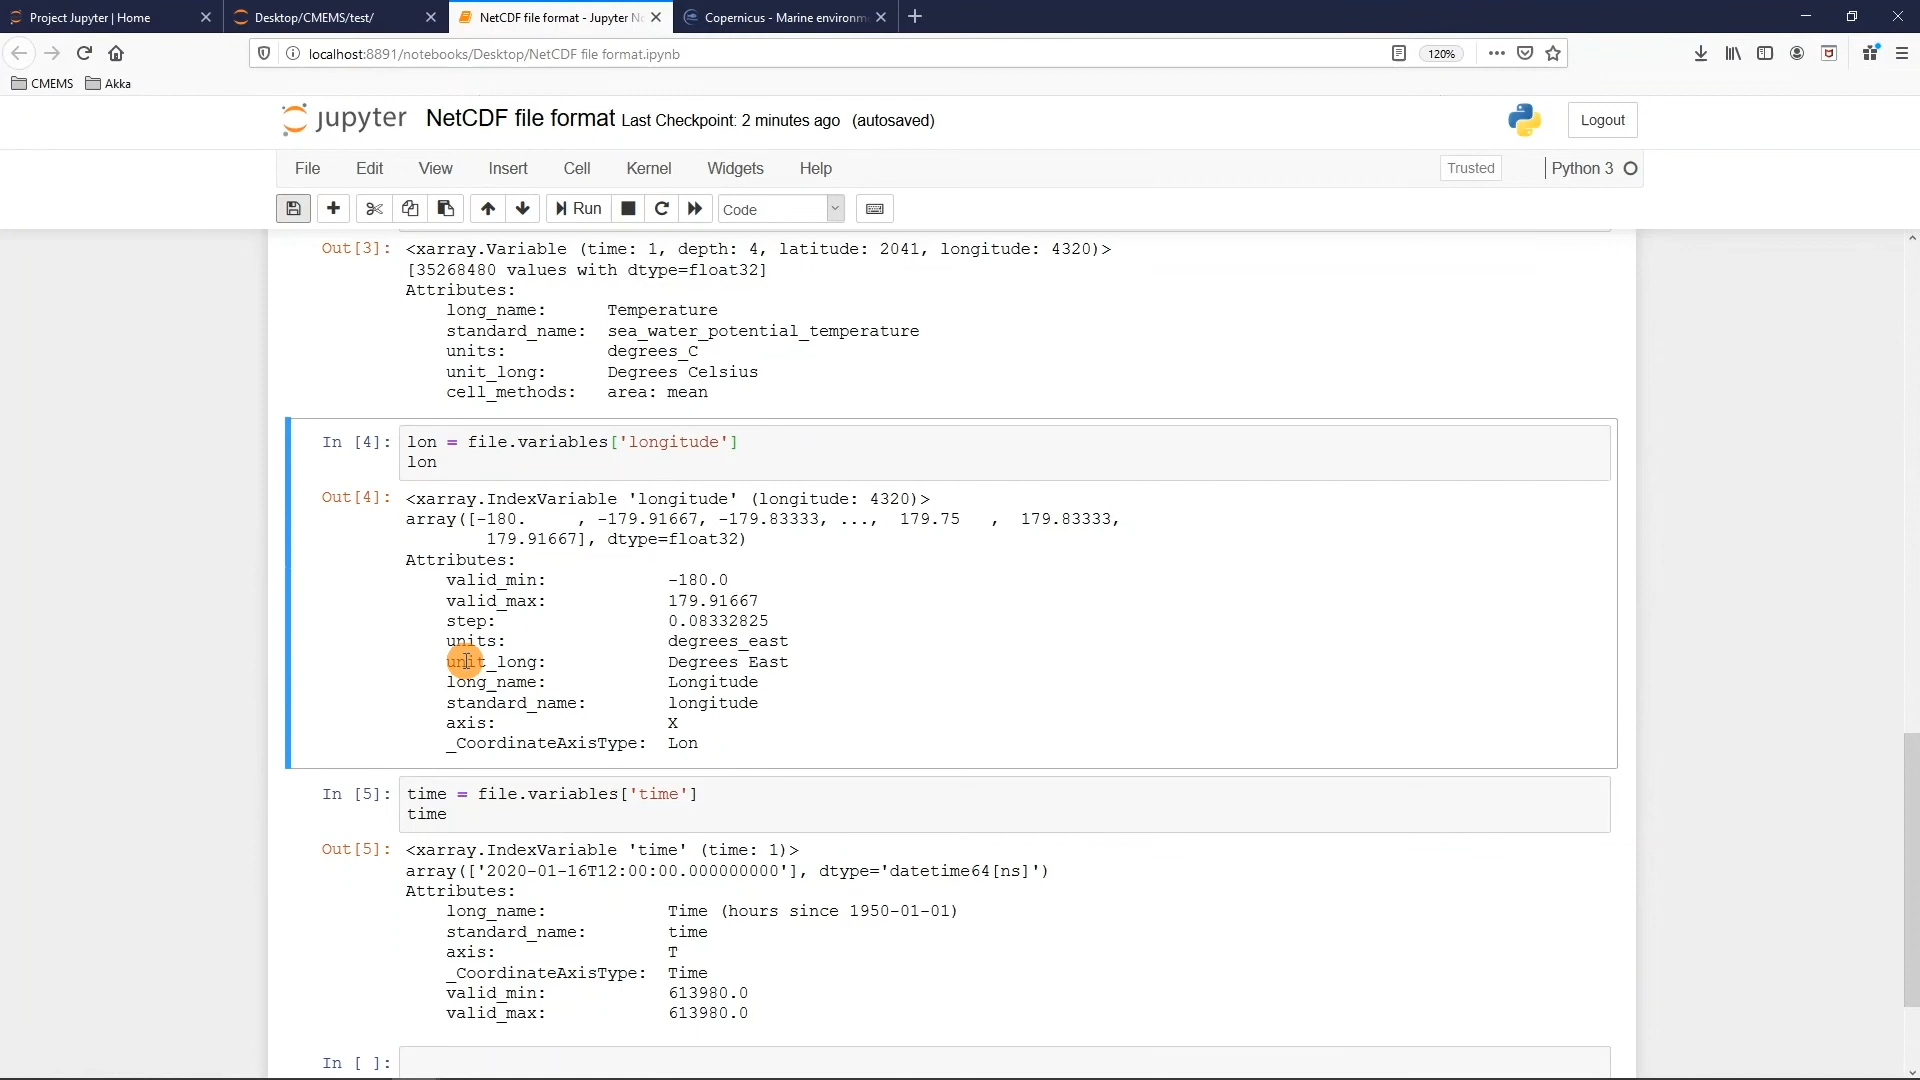 Project Jupyter | Home
Desktop/CMEMS/test/
NetCDF file format - Jupyter No
Copernicus - Marine environm
localhost:8891/notebooks/Desktop/NetCDF file format.ipynb
120%
CMEMS
Akka
jupyter
NetCDF file format Last Checkpoint: 2 minutes ago (autosaved)
Logout
File Edit View Insert Cell Kernel Widgets Help
Trusted
Python 3
Run
Code
Out[3]: <xarray.Variable (time: 1, depth: 4, latitude: 2041, longitude: 4320)>
[35268480 values with dtype=float32]
Attributes:
long_name: Temperature
standard_name: sea_water_potential_temperature
units: degrees_C
unit_long: Degrees Celsius
cell_methods: area: mean
In [4]: lon = file.variables['longitude']
lon
Out[4]: <xarray.IndexVariable 'longitude' (longitude: 4320)>
array([-180. , -179.91667, -179.83333, ..., 179.75 , 179.83333,
179.91667], dtype=float32)
Attributes:
valid_min: -180.0
valid_max: 179.91667
step: 0.08332825
units: degrees_east
unit_long: Degrees East
long_name: Longitude
standard_name: longitude
axis: X
_CoordinateAxisType: Lon
In [5]: time = file.variables['time']
time
Out[5]: <xarray.IndexVariable 'time' (time: 1)>
array(['2020-01-16T12:00:00.000000000'], dtype='datetime64[ns]')
Attributes:
long_name: Time (hours since 1950-01-01)
standard_name: time
axis: T
_CoordinateAxisType: Time
valid_min: 613980.0
valid_max: 613980.0
In [ ]: